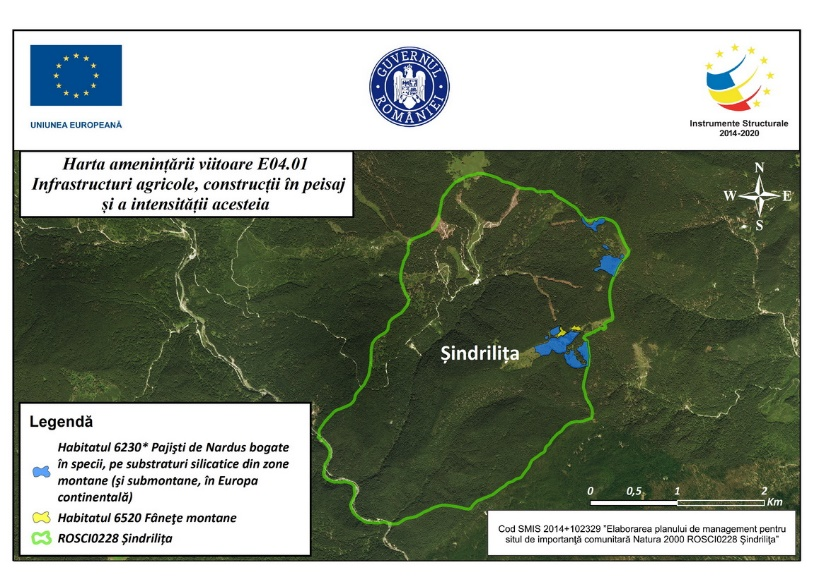 GUVERNUL
ROMÂNIEI
UNIUNEA EUROPEANĂ
Instrumente Structurale
2014-2020
Harta amenințării viitoare E04.01
Infrastructuri agricole, construcții în peisaj
și a intensității acesteia
N
W E
S
Șindrilița
Legendă
Habitatul 6230* Pajiști de Nardus bogate
în specii, pe substraturi silicatice din zone
montane (și submontane, în Europa
continentală)
Habitatul 6520 Fânețe montane
ROSCI0228 Șindrilița
0 0,5 1 2
Km
Cod SMIS 2014+102329 "Elaborarea planului de management pentru
situl de importanță comunitară Natura 2000 ROSCI0228 Șindrilița"